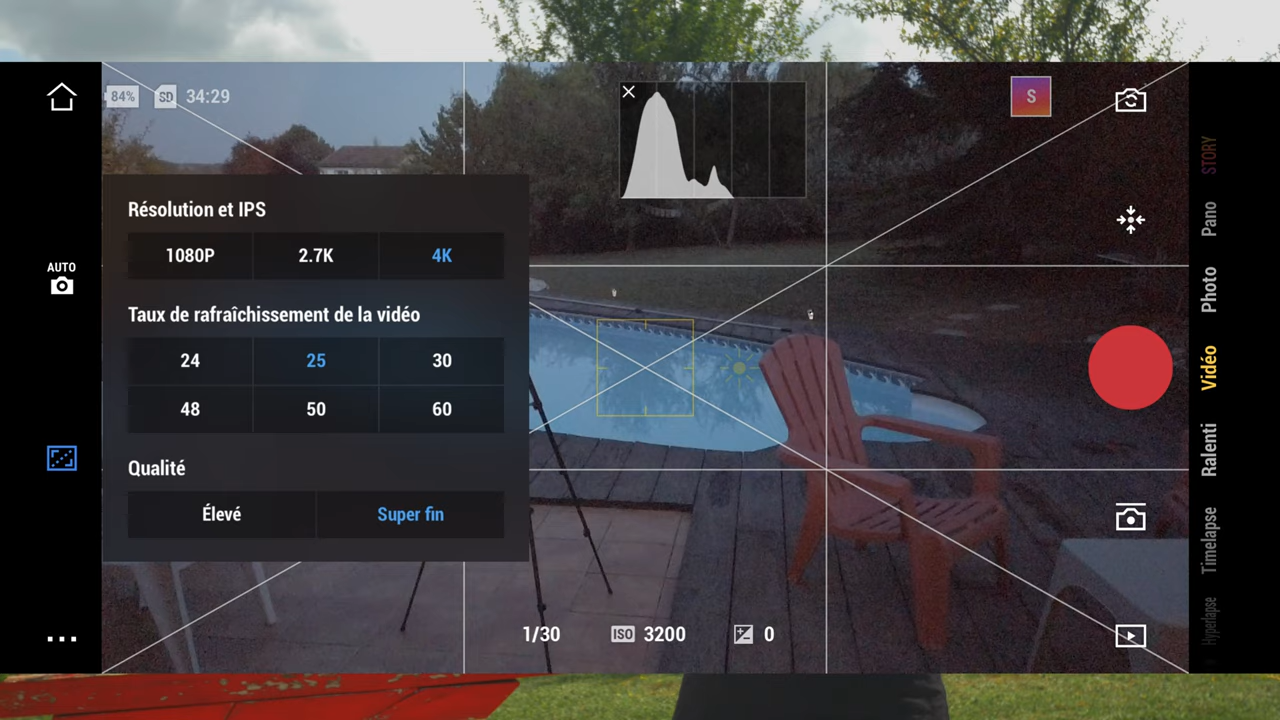 84% SD 34:29
S
AUTO
Résolution et IPS
1080P 2.7K 4K
Taux de rafraîchissement de la vidéo
24 25 30
48 50 60
Qualité
Élevé Super fin
1/30 ISO 3200 0
STORY
Pano
Photo
Vidéo
Ralenti
Timelapse
Hyperlapse